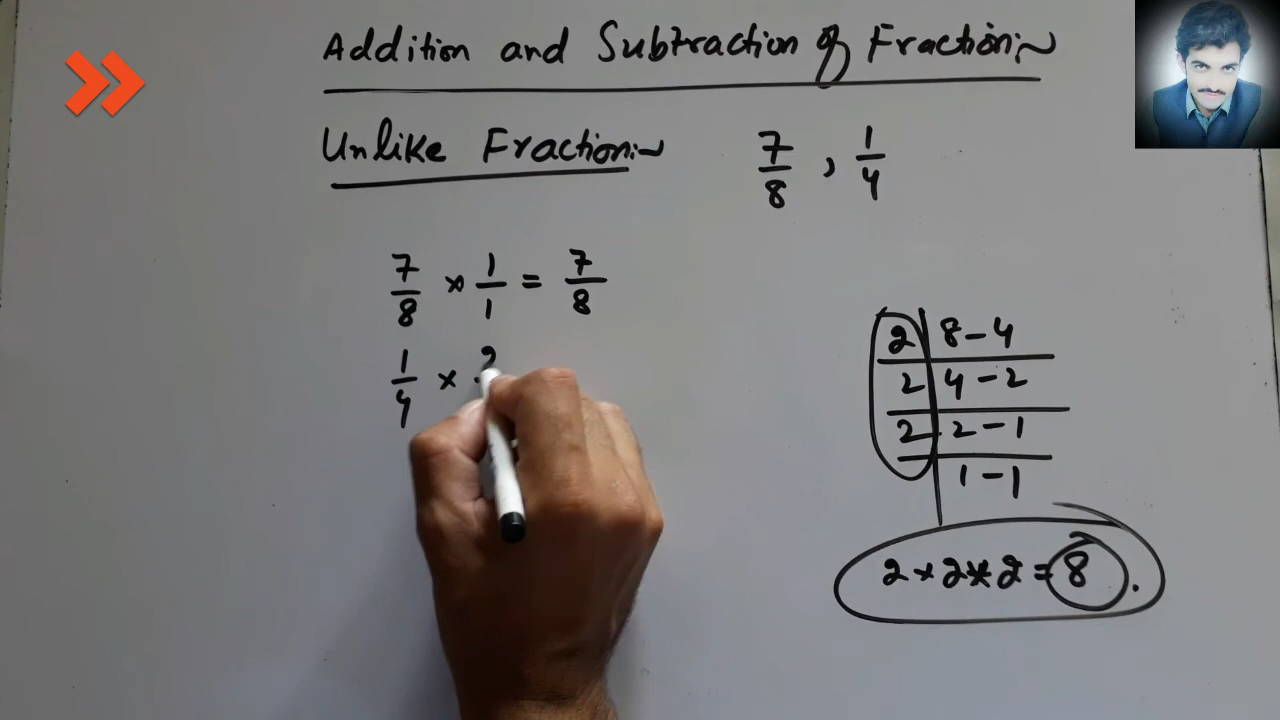 Addition and Subtraction of Fraction:~
Unlike Fraction:~ 7/8 , 1/4
7/8 × 1/1 = 7/8
1/4 × 2
2 | 8 - 4
2 | 4 - 2
2 | 2 - 1
1 - 1
2 × 2 × 2 = 8.